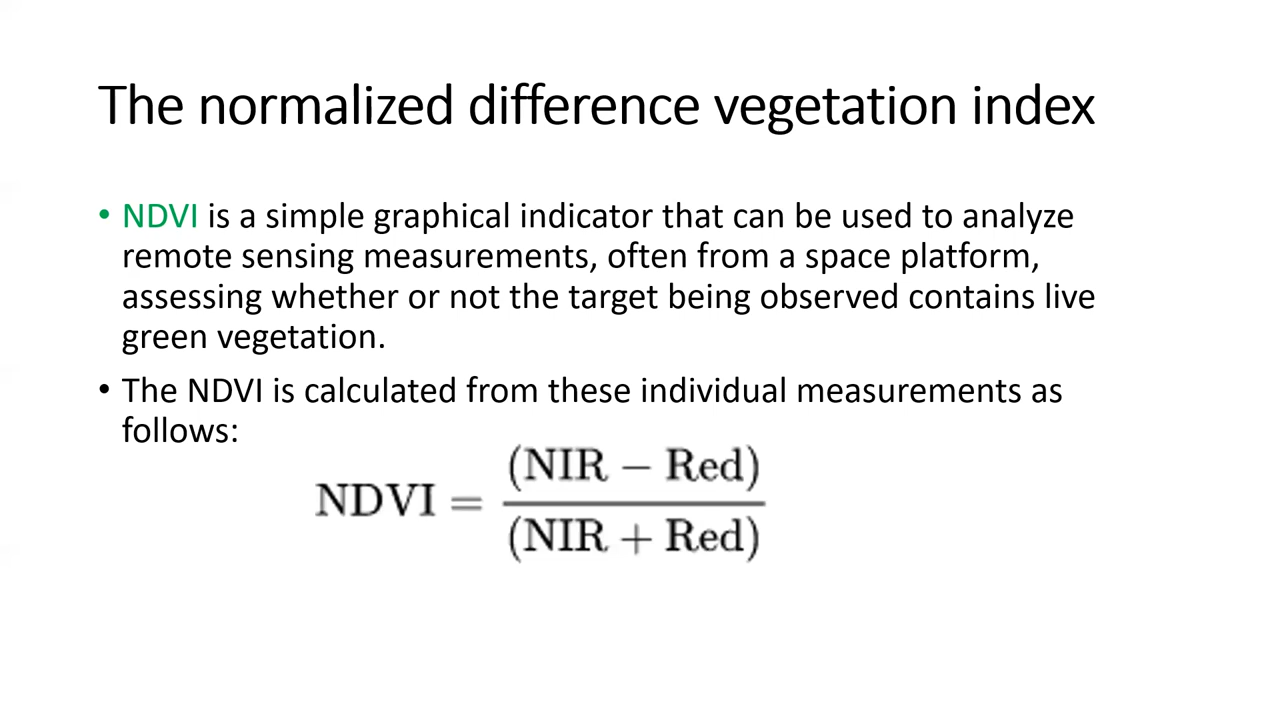 The normalized difference vegetation index
• NDVI is a simple graphical indicator that can be used to analyze
remote sensing measurements, often from a space platform,
assessing whether or not the target being observed contains live
green vegetation.
• The NDVI is calculated from these individual measurements as
follows:
NDVI = (NIR − Red) / (NIR + Red)